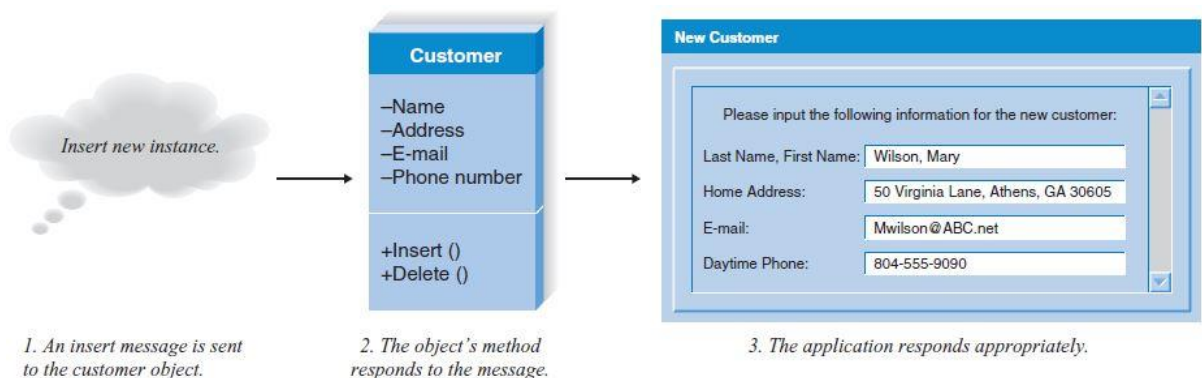 Insert new instance.
Customer
–Name
–Address
–E-mail
–Phone number
+Insert ()
+Delete ()
New Customer
Please input the following information for the new customer:
Last Name, First Name: Wilson, Mary
Home Address: 50 Virginia Lane, Athens, GA 30605
E-mail: Mwilson@ABC.net
Daytime Phone: 804-555-9090
1. An insert message is sent
to the customer object.
2. The object's method
responds to the message.
3. The application responds appropriately.